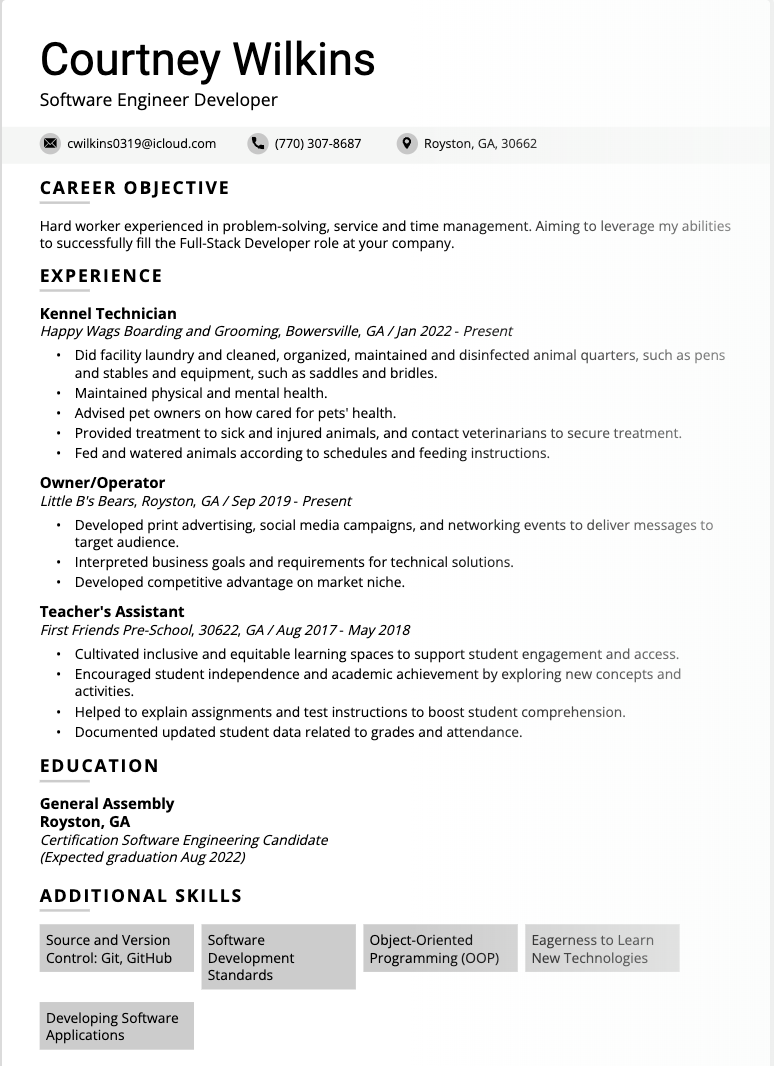 Courtney Wilkins
Software Engineer Developer
cwilkins0319@icloud.com (770) 307-8687 Royston, GA, 30662
CAREER OBJECTIVE
Hard worker experienced in problem-solving, service and time management. Aiming to leverage my abilities
to successfully fill the Full-Stack Developer role at your company.
EXPERIENCE
Kennel Technician
Happy Wags Boarding and Grooming, Bowersville, GA / Jan 2022 - Present
• Did facility laundry and cleaned, organized, maintained and disinfected animal quarters, such as pens
and stables and equipment, such as saddles and bridles.
• Maintained physical and mental health.
• Advised pet owners on how cared for pets' health.
• Provided treatment to sick and injured animals, and contact veterinarians to secure treatment.
• Fed and watered animals according to schedules and feeding instructions.
Owner/Operator
Little B's Bears, Royston, GA / Sep 2019 - Present
• Developed print advertising, social media campaigns, and networking events to deliver messages to
target audience.
• Interpreted business goals and requirements for technical solutions.
• Developed competitive advantage on market niche.
Teacher's Assistant
First Friends Pre-School, 30622, GA / Aug 2017 - May 2018
• Cultivated inclusive and equitable learning spaces to support student engagement and access.
• Encouraged student independence and academic achievement by exploring new concepts and
activities.
• Helped to explain assignments and test instructions to boost student comprehension.
• Documented updated student data related to grades and attendance.
EDUCATION
General Assembly
Royston, GA
Certification Software Engineering Candidate
(Expected graduation Aug 2022)
ADDITIONAL SKILLS
Source and Version
Control: Git, GitHub
Software
Development
Standards
Object-Oriented
Programming (OOP)
Eagerness to Learn
New Technologies
Developing Software
Applications